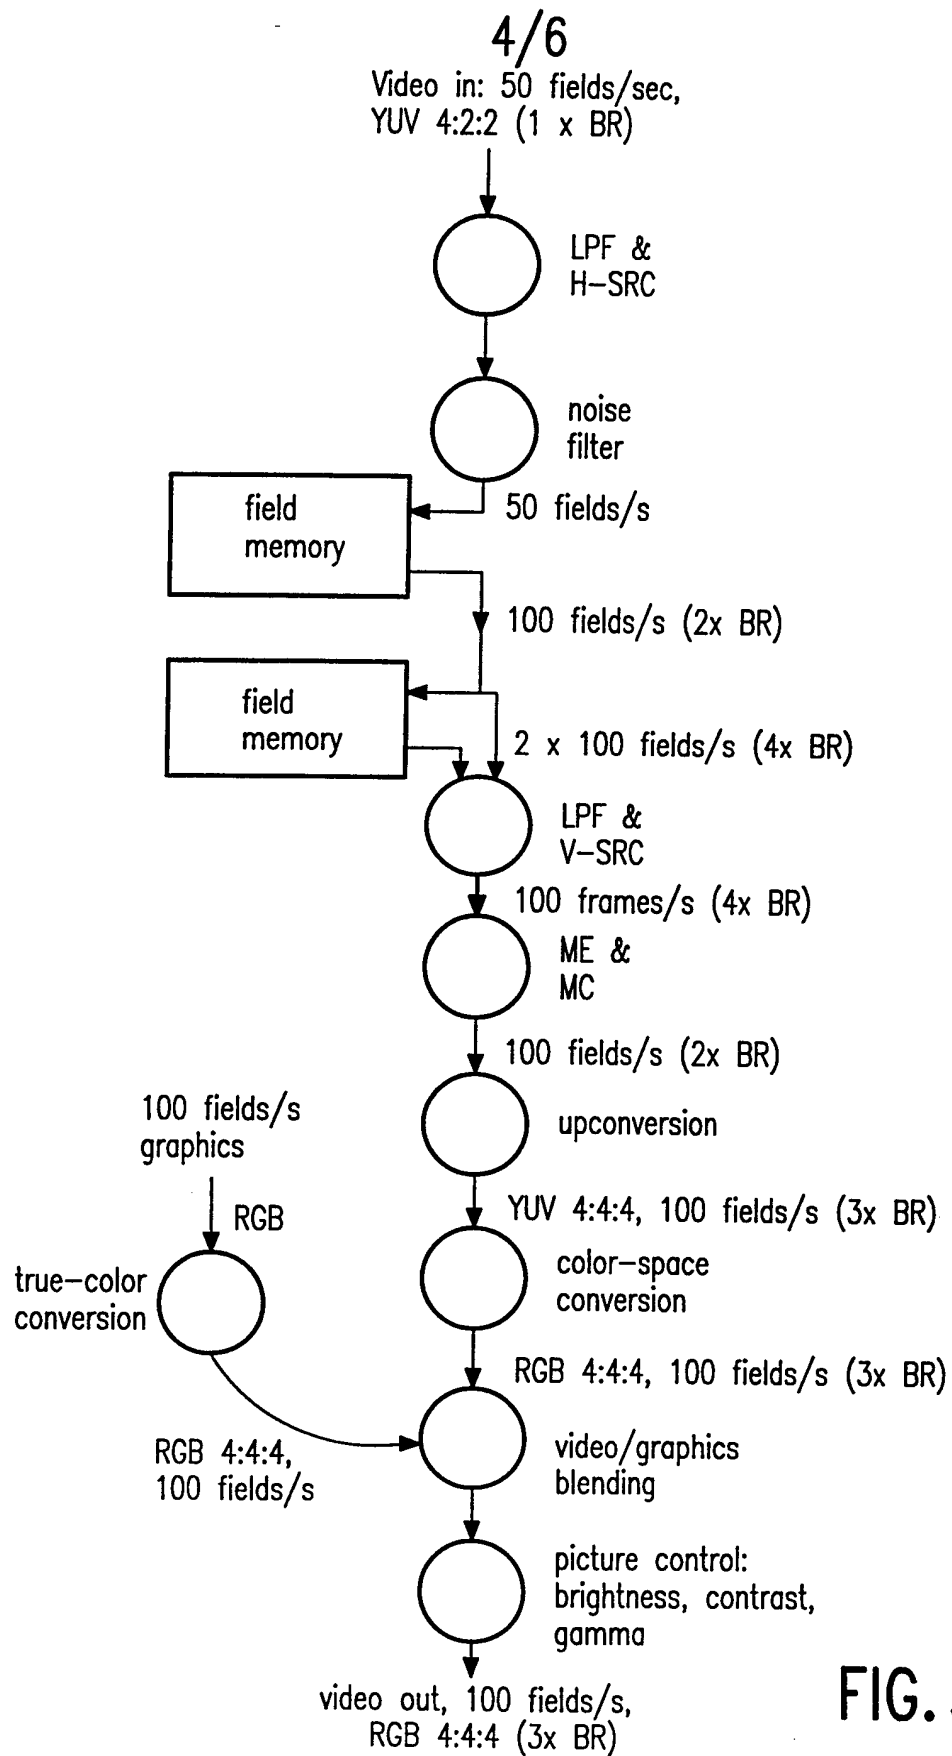 4/6
Video in: 50 fields/sec,
YUV 4:2:2 (1 x BR)
LPF &
H-SRC
noise
filter
field
memory
50 fields/s
100 fields/s (2x BR)
field
memory
2 x 100 fields/s (4x BR)
LPF &
V-SRC
100 frames/s (4x BR)
ME &
MC
100 fields/s (2x BR)
upconversion
100 fields/s
graphics
RGB
YUV 4:4:4, 100 fields/s (3x BR)
true-color
conversion
color-space
conversion
RGB 4:4:4, 100 fields/s (3x BR)
RGB 4:4:4,
100 fields/s
video/graphics
blending
picture control:
brightness, contrast,
gamma
video out, 100 fields/s,
RGB 4:4:4 (3x BR)
FIG.